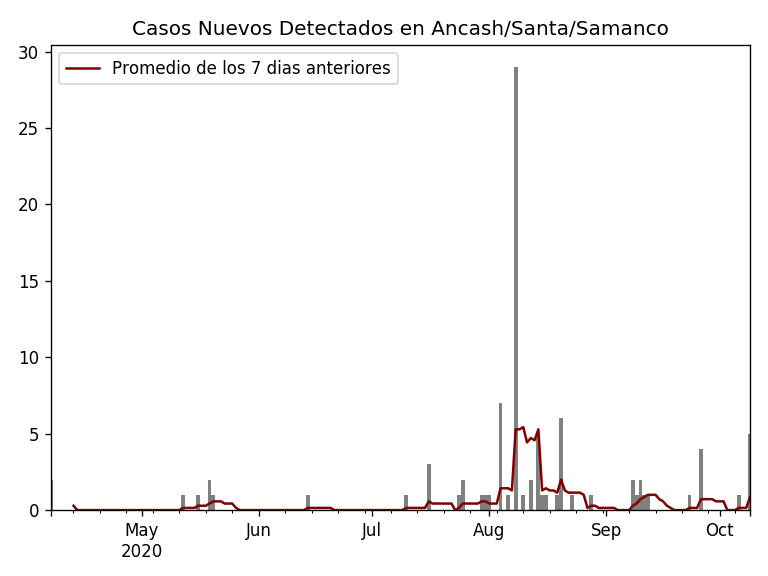 Casos Nuevos Detectados en Ancash/Santa/Samanco
Promedio de los 7 dias anteriores
30
25
20
15
10
5
0
May Jun Jul Aug Sep Oct
2020